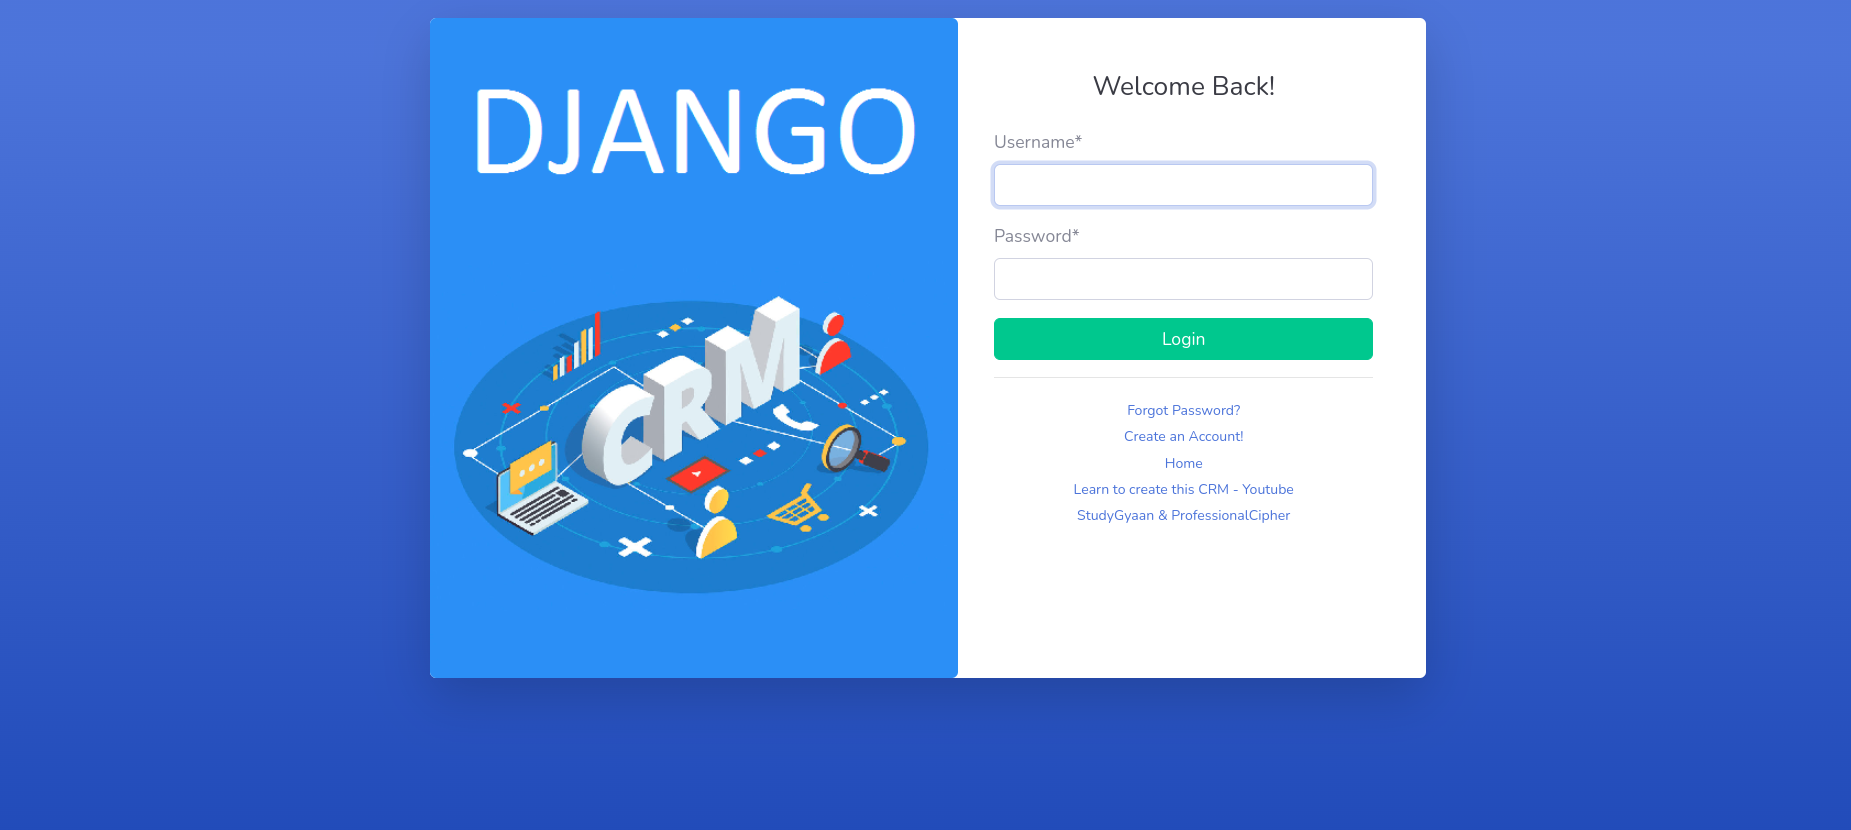 DJANGO
CRM
Welcome Back!
Username*
Password*
Login
Forgot Password?
Create an Account!
Home
Learn to create this CRM - Youtube
StudyGyaan & ProfessionalCipher